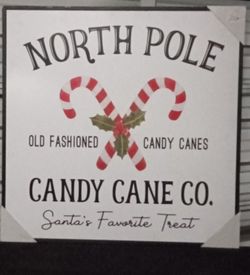 NORTH POLE
OLD FASHIONED CANDY CANES
CANDY CANE CO.
Santa's Favorite Treat